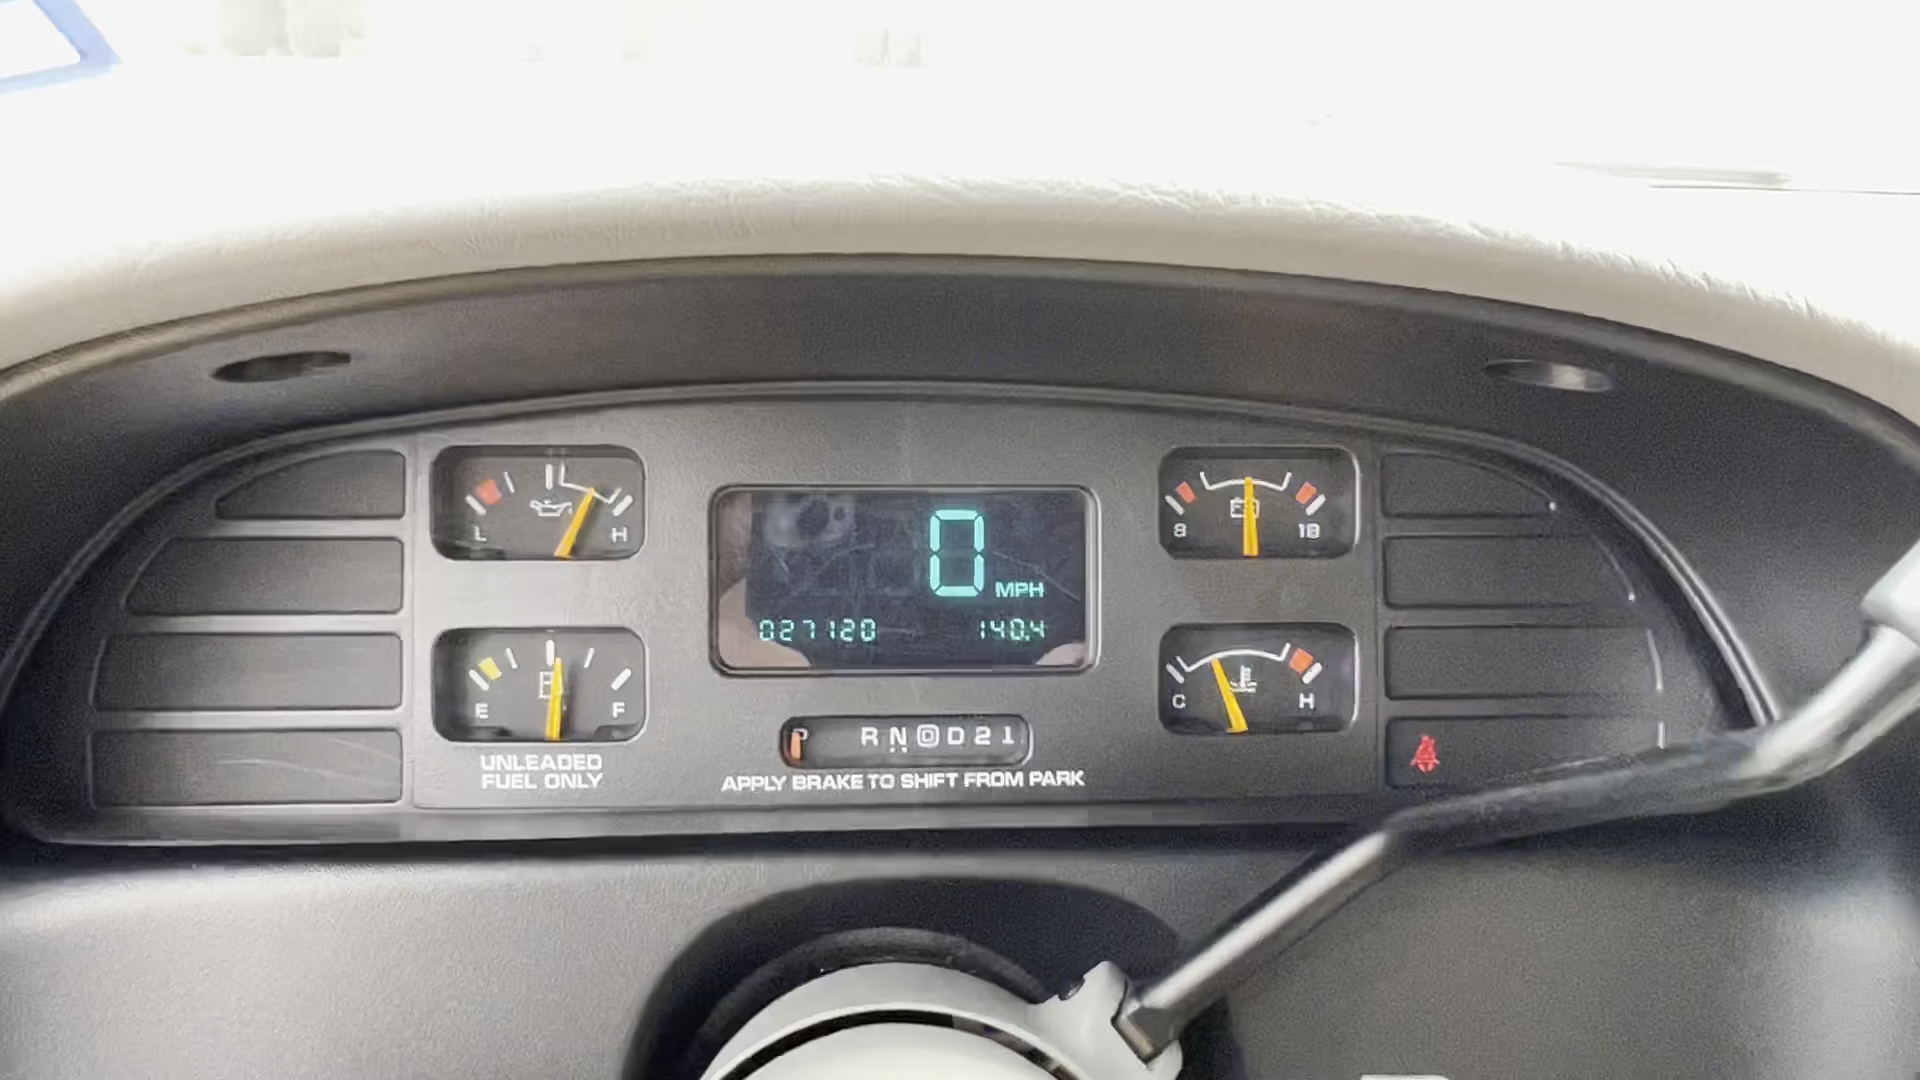 L H
0 MPH
027120 140.4
8 18
E F
UNLEADED
FUEL ONLY
P R N D D 2 1
APPLY BRAKE TO SHIFT FROM PARK
C H